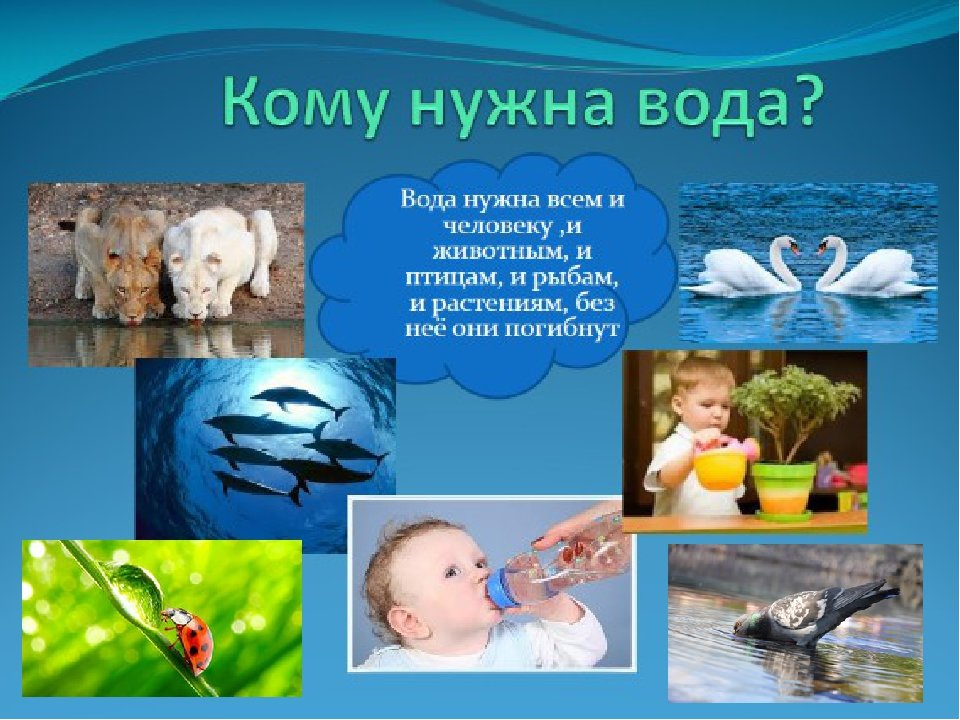 Кому нужна вода?
Вода нужна всем и
человеку ,и
животным, и
птицам, и рыбам,
и растениям, без
неё они погибнут